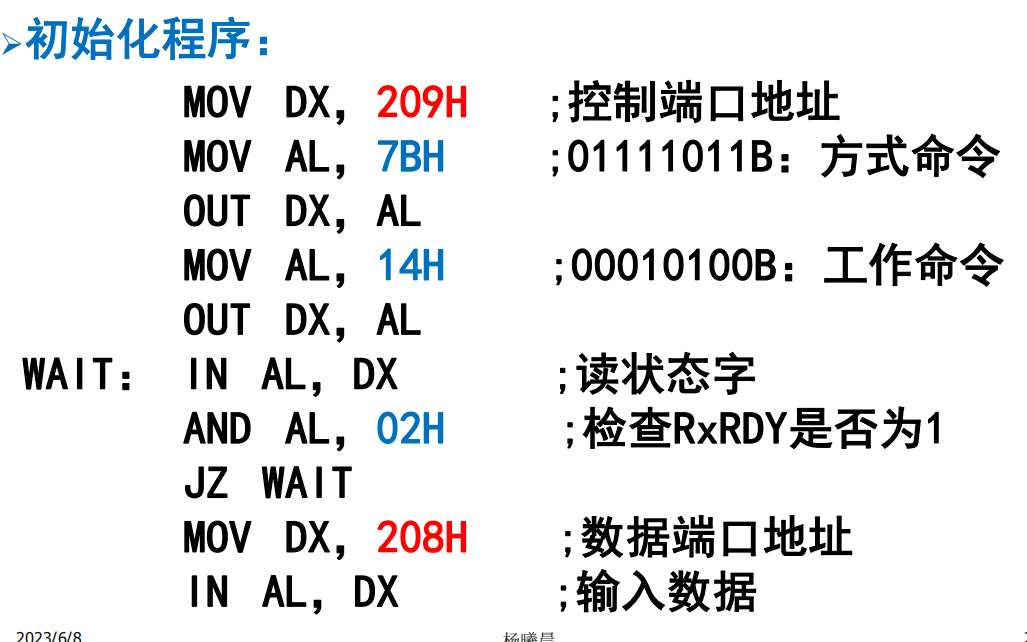 ➢初始化程序：
MOV DX, 209H ;控制端口地址
MOV AL, 7BH ;01111011B：方式命令
OUT DX, AL
MOV AL, 14H ;00010100B：工作命令
OUT DX, AL
WAIT： IN AL, DX ;读状态字
AND AL, 02H ;检查RxRDY是否为1
JZ WAIT
MOV DX, 208H ;数据端口地址
IN AL, DX ;输入数据
2023/6/8 杨曦晨